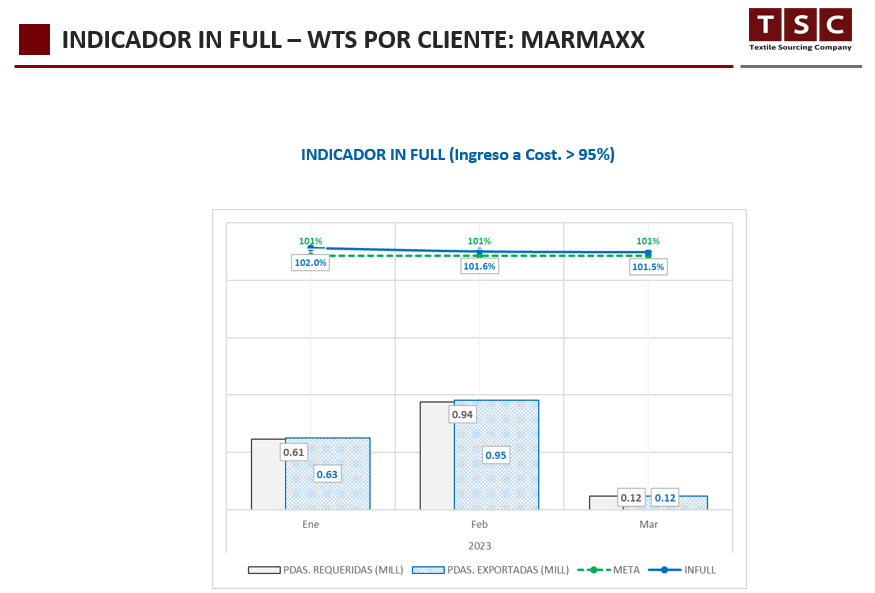 INDICADOR IN FULL – WTS POR CLIENTE: MARMAXX
T S C
Textile Sourcing Company
INDICADOR IN FULL (Ingreso a Cost. > 95%)
101% 101% 101%
102.0% 101.6% 101.5%
0.94
0.61 0.95
0.63
0.12 0.12
Ene Feb Mar
2023
PDAS. REQUERIDAS (MILL) PDAS. EXPORTADAS (MILL) META INFULL